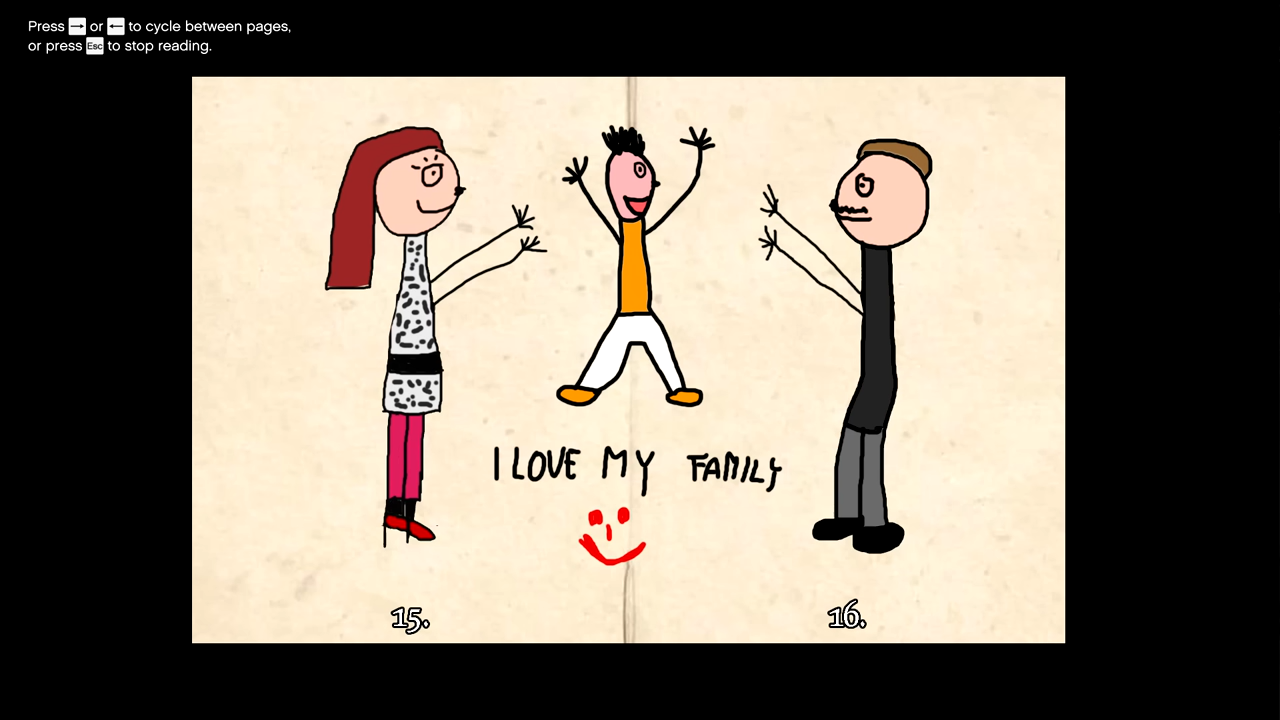 Press → or ← to cycle between pages,
or press Esc to stop reading.
I LOVE MY FAMILY
15.
16.